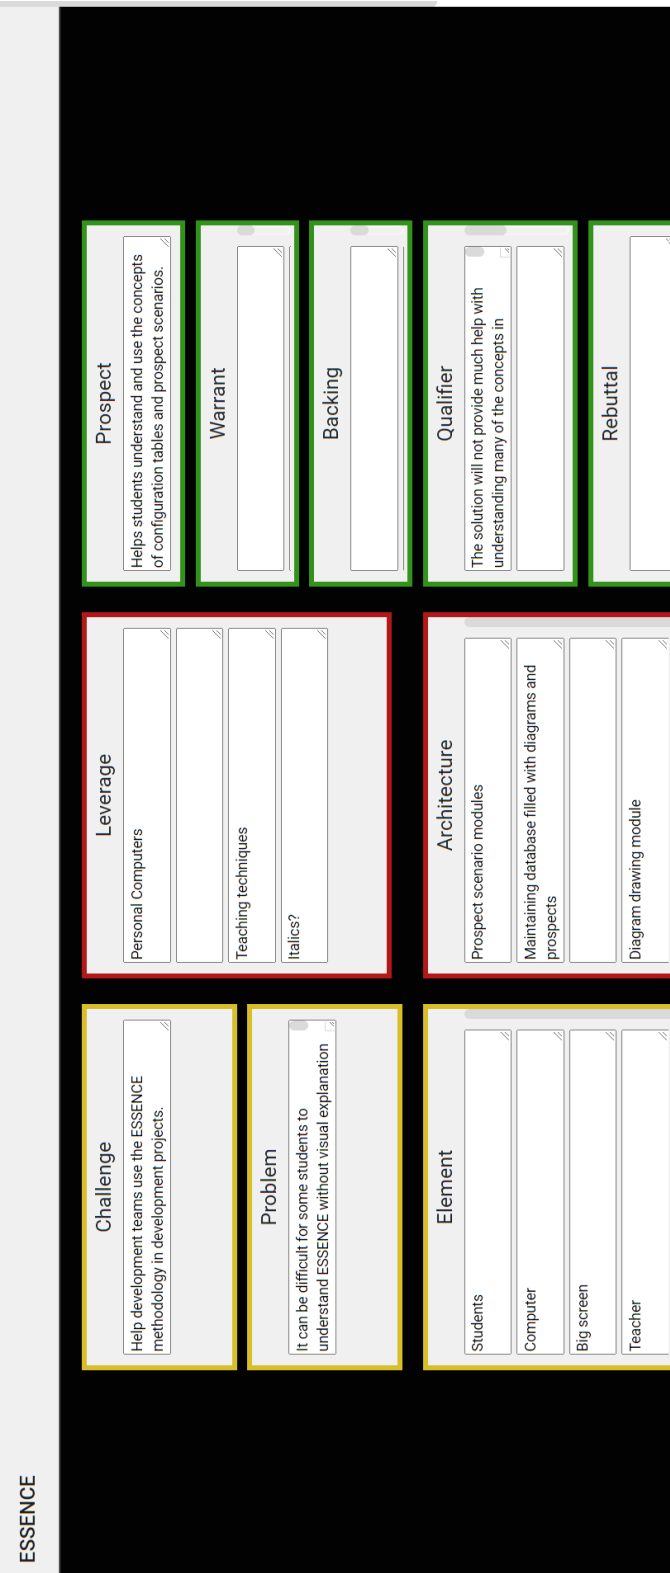 ESSENCE
Challenge
Help development teams use the ESSENCE
methodology in development projects.
Problem
It can be difficult for some students to
understand ESSENCE without visual explanation
Element
Students
Computer
Big screen
Teacher
Leverage
Personal Computers
Teaching techniques
Italics?
Architecture
Prospect scenario modules
Maintaining database filled with diagrams and
prospects
Diagram drawing module
Prospect
Helps students understand and use the concepts
of configuration tables and prospect scenarios.
Warrant
Backing
Qualifier
The solution will not provide much help with
understanding many of the concepts in
Rebuttal